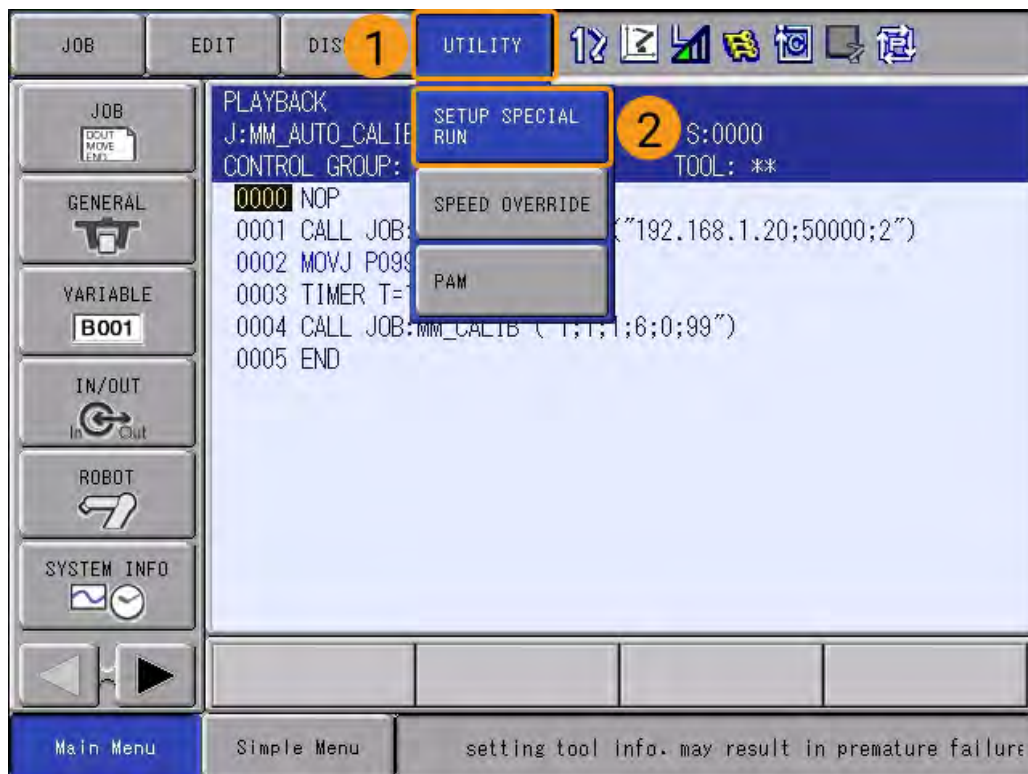 JOB EDIT DIS 1 UTILITY
JOB
DOUT
MOVE
END
GENERAL
VARIABLE
B001
IN/OUT
In Out
ROBOT
SYSTEM INFO
PLAYBACK
J:MM_AUTO_CALIB S:0000
CONTROL GROUP: TOOL: **
SETUP SPECIAL
RUN
2
SPEED OVERRIDE
PAM
0000 NOP
0001 CALL JOB: ("192.168.1.20;50000;2")
0002 MOVJ P099
0003 TIMER T=
0004 CALL JOB:MM_CALIB ("1;1;1;6;0;99")
0005 END
Main Menu Simple Menu setting tool info. may result in premature failure